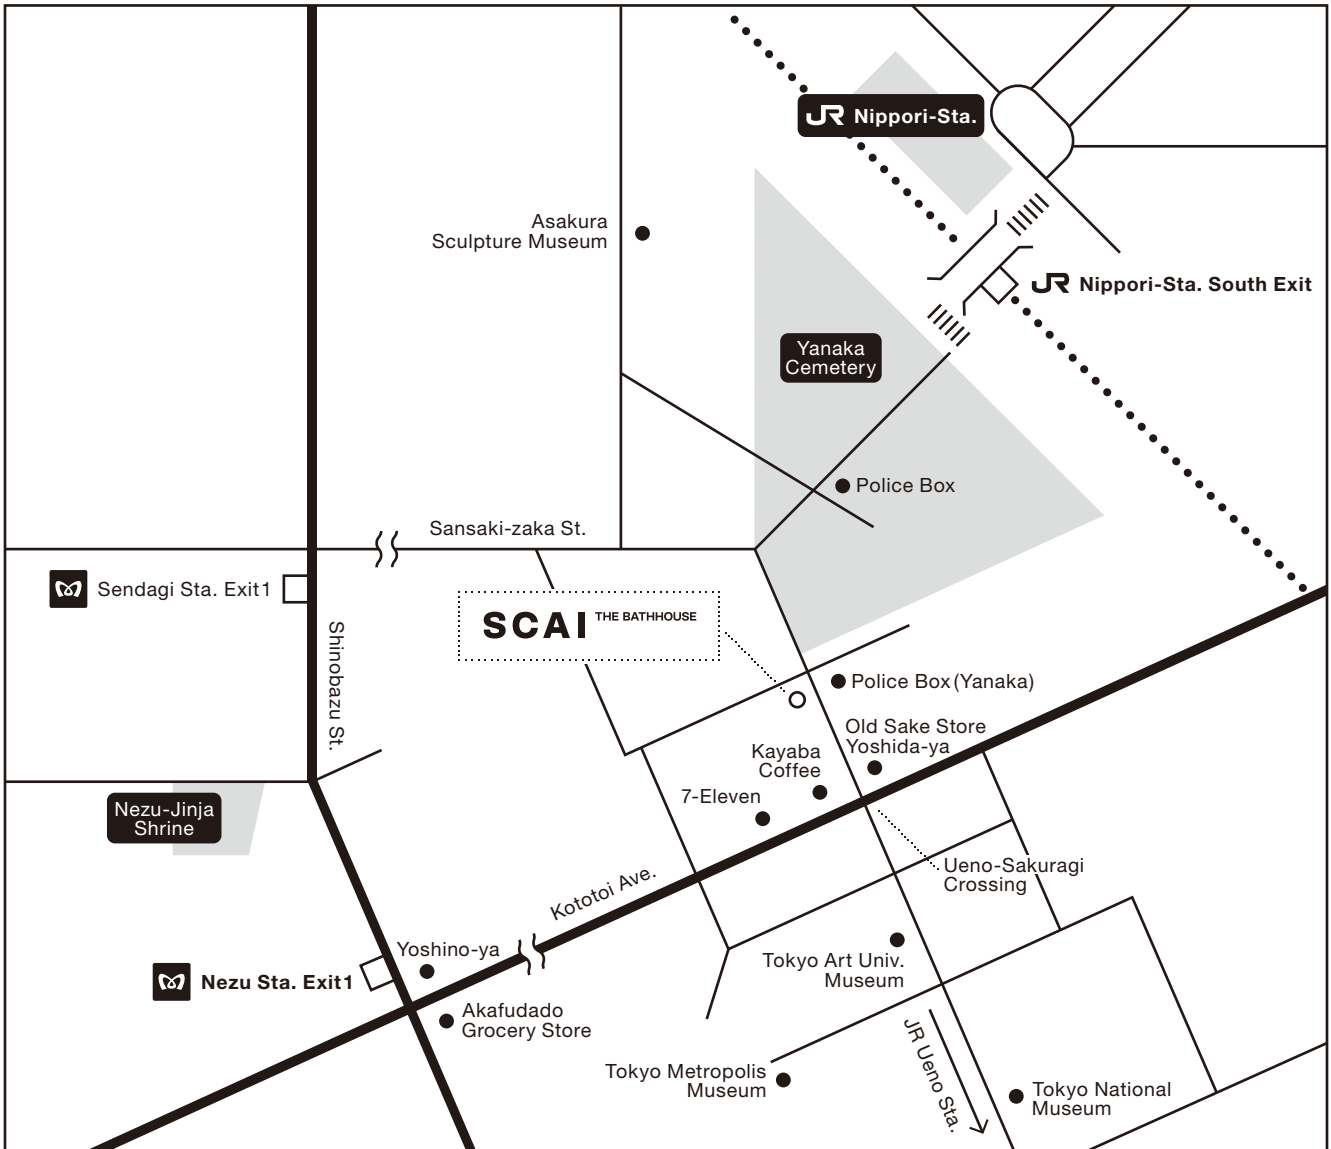 JR Nippori-Sta.
Asakura
Sculpture Museum
JR Nippori-Sta. South Exit
Yanaka
Cemetery
Police Box
Sansaki-zaka St.
Sendagi Sta. Exit1
SCAI THE BATHHOUSE
Shinobazu St.
Police Box (Yanaka)
Old Sake Store
Yoshida-ya
Kayaba
Coffee
7-Eleven
Nezu-Jinja
Shrine
Ueno-Sakuragi
Crossing
Kototoi Ave.
Yoshino-ya
Tokyo Art Univ.
Museum
Nezu Sta. Exit1
Akafudado
Grocery Store
JR Ueno Sta.
Tokyo Metropolis
Museum
Tokyo National
Museum